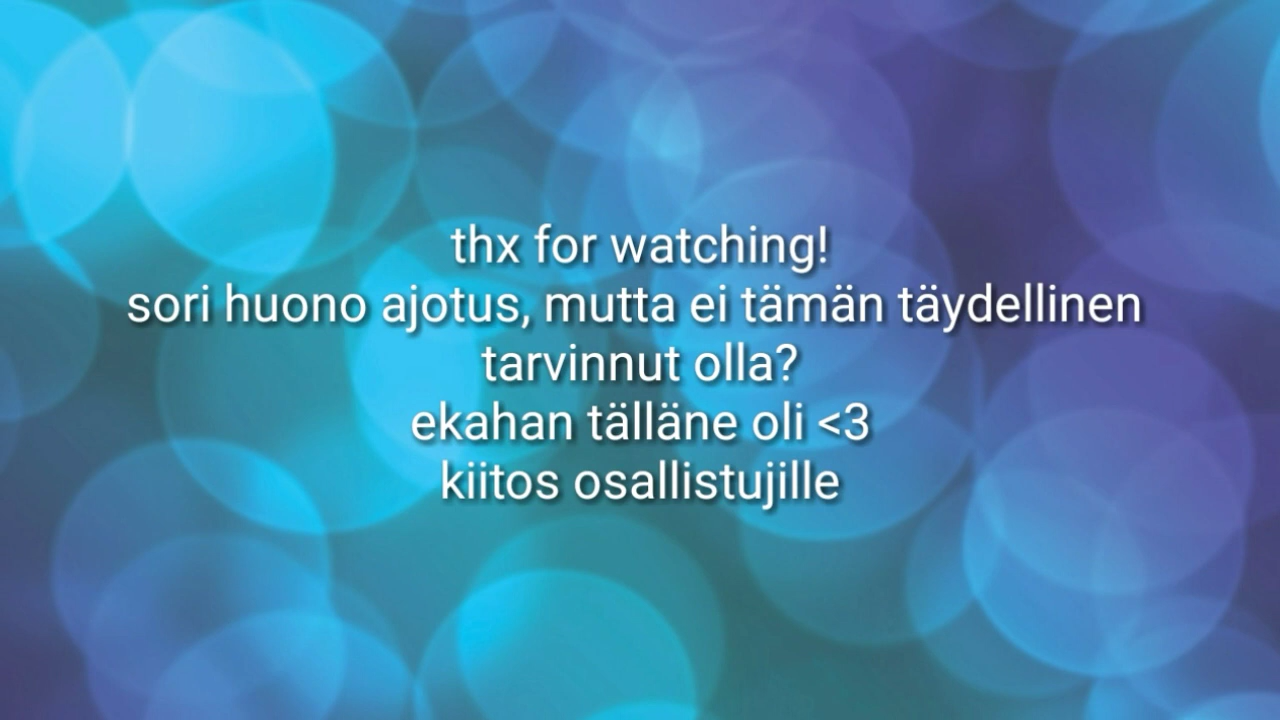 thx for watching!
sori huono ajotus, mutta ei tämän täydellinen
tarvinnut olla?
ekahan tälläne oli <3
kiitos osallistujille